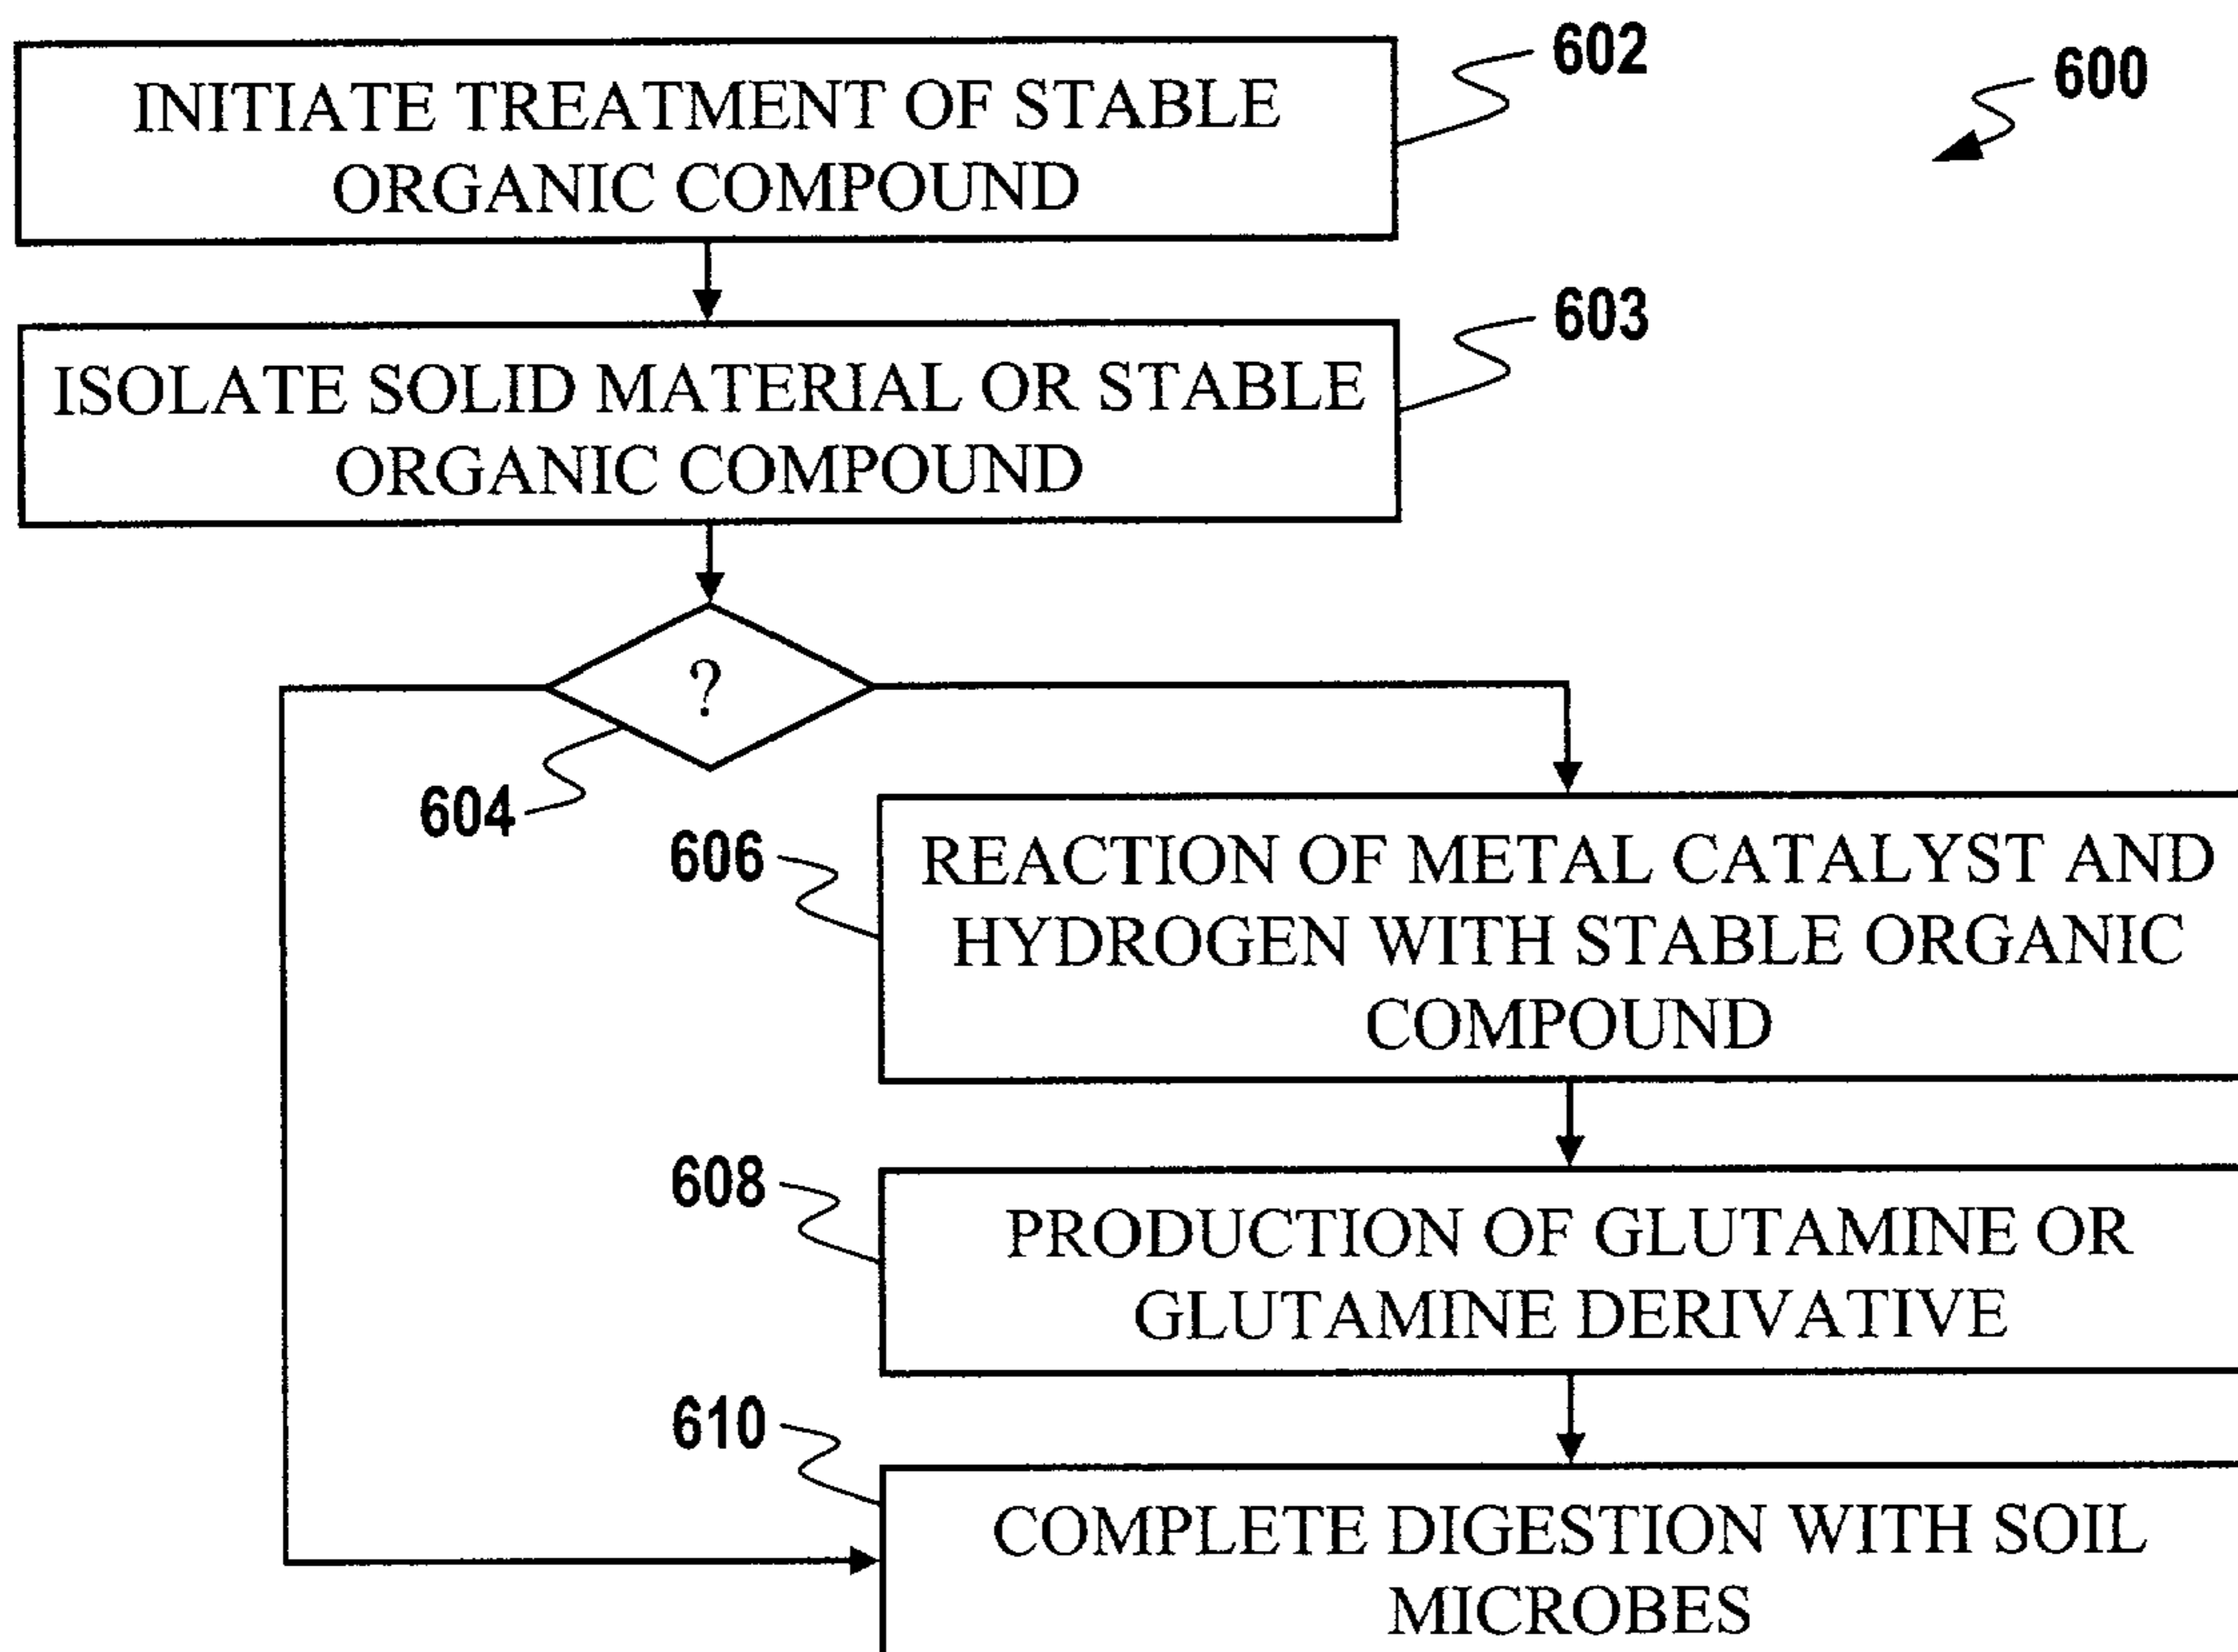 INITIATE TREATMENT OF STABLE
ORGANIC COMPOUND
602
600
ISOLATE SOLID MATERIAL OR STABLE
ORGANIC COMPOUND
603
?
604
606
REACTION OF METAL CATALYST AND
HYDROGEN WITH STABLE ORGANIC
COMPOUND
608
PRODUCTION OF GLUTAMINE OR
GLUTAMINE DERIVATIVE
610
COMPLETE DIGESTION WITH SOIL
MICROBES